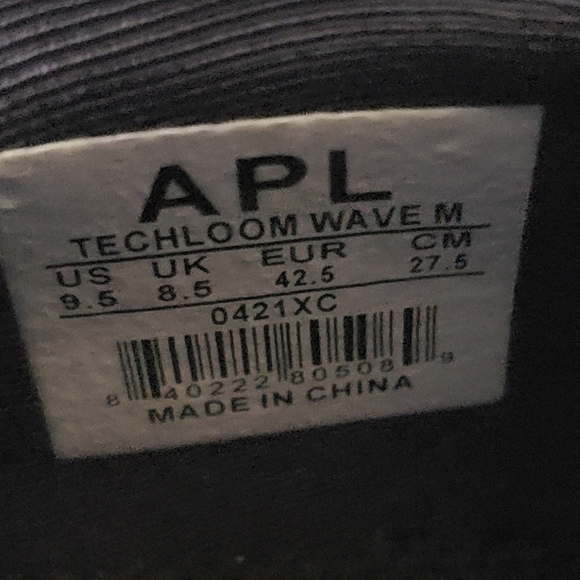 APL
TECHLOOM WAVE M
US UK EUR CM
9.5 8.5 42.5 27.5
0421XC
8 40222 80508 9
MADE IN CHINA